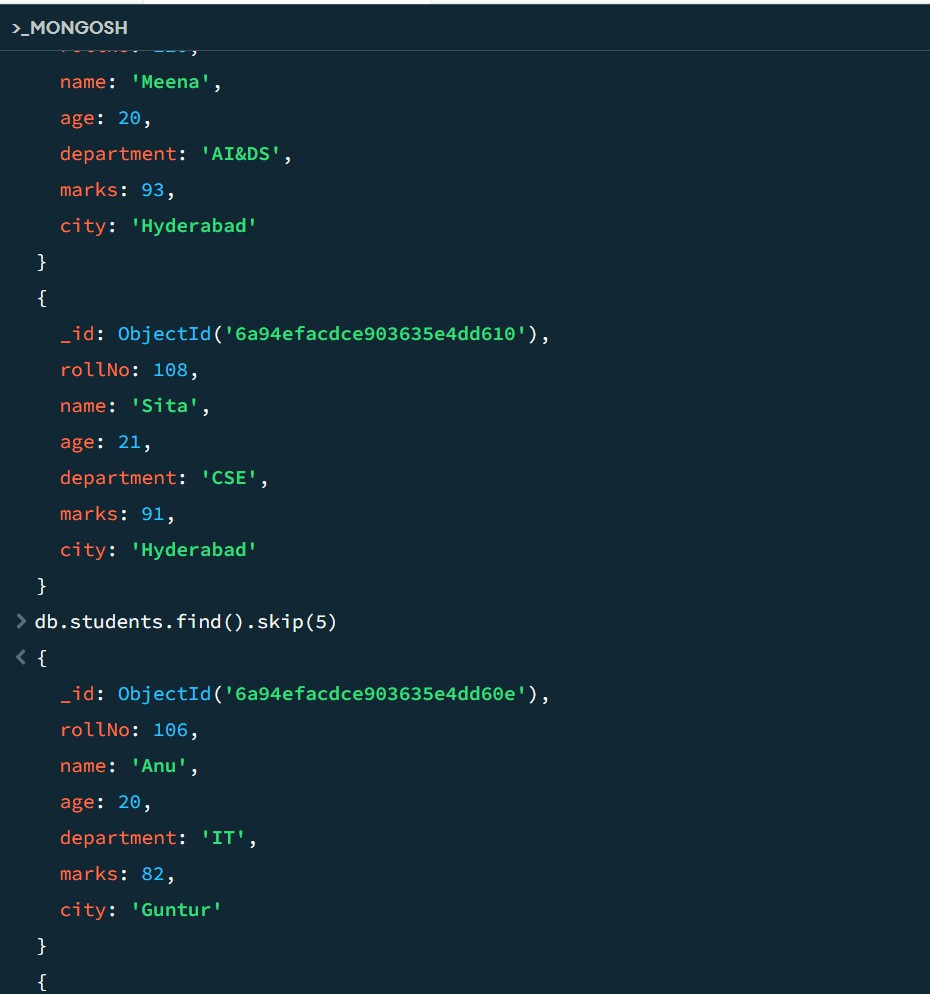 >_MONGOSH
name: 'Meena',
age: 20,
department: 'AI&DS',
marks: 93,
city: 'Hyderabad'
}
{
_id: ObjectId('6a94efacdce903635e4dd610'),
rollNo: 108,
name: 'Sita',
age: 21,
department: 'CSE',
marks: 91,
city: 'Hyderabad'
}
> db.students.find().skip(5)
< {
_id: ObjectId('6a94efacdce903635e4dd60e'),
rollNo: 106,
name: 'Anu',
age: 20,
department: 'IT',
marks: 82,
city: 'Guntur'
}
{